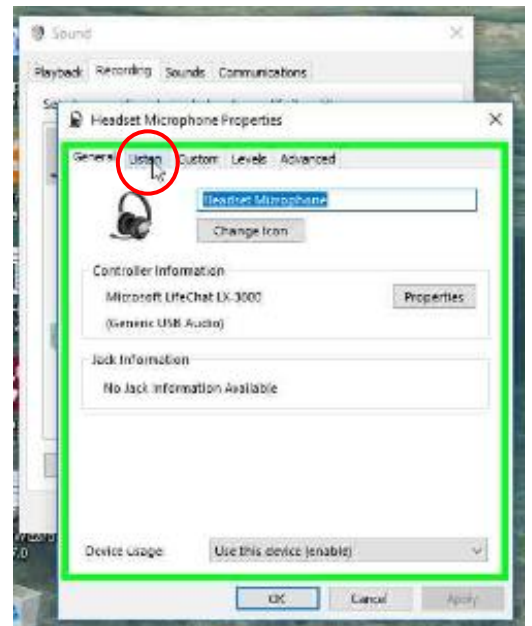 Sound
Playback Recording Sounds Communications
Headset Microphone Properties
General Listen Custom Levels Advanced
Headset Microphone
Change Icon
Controller Information
Microsoft LifeChat LX-3000
Properties
(Generic USB Audio)
Jack Information
No Jack Information Available
Device usage:
Use this device (enable)
OK Cancel Apply